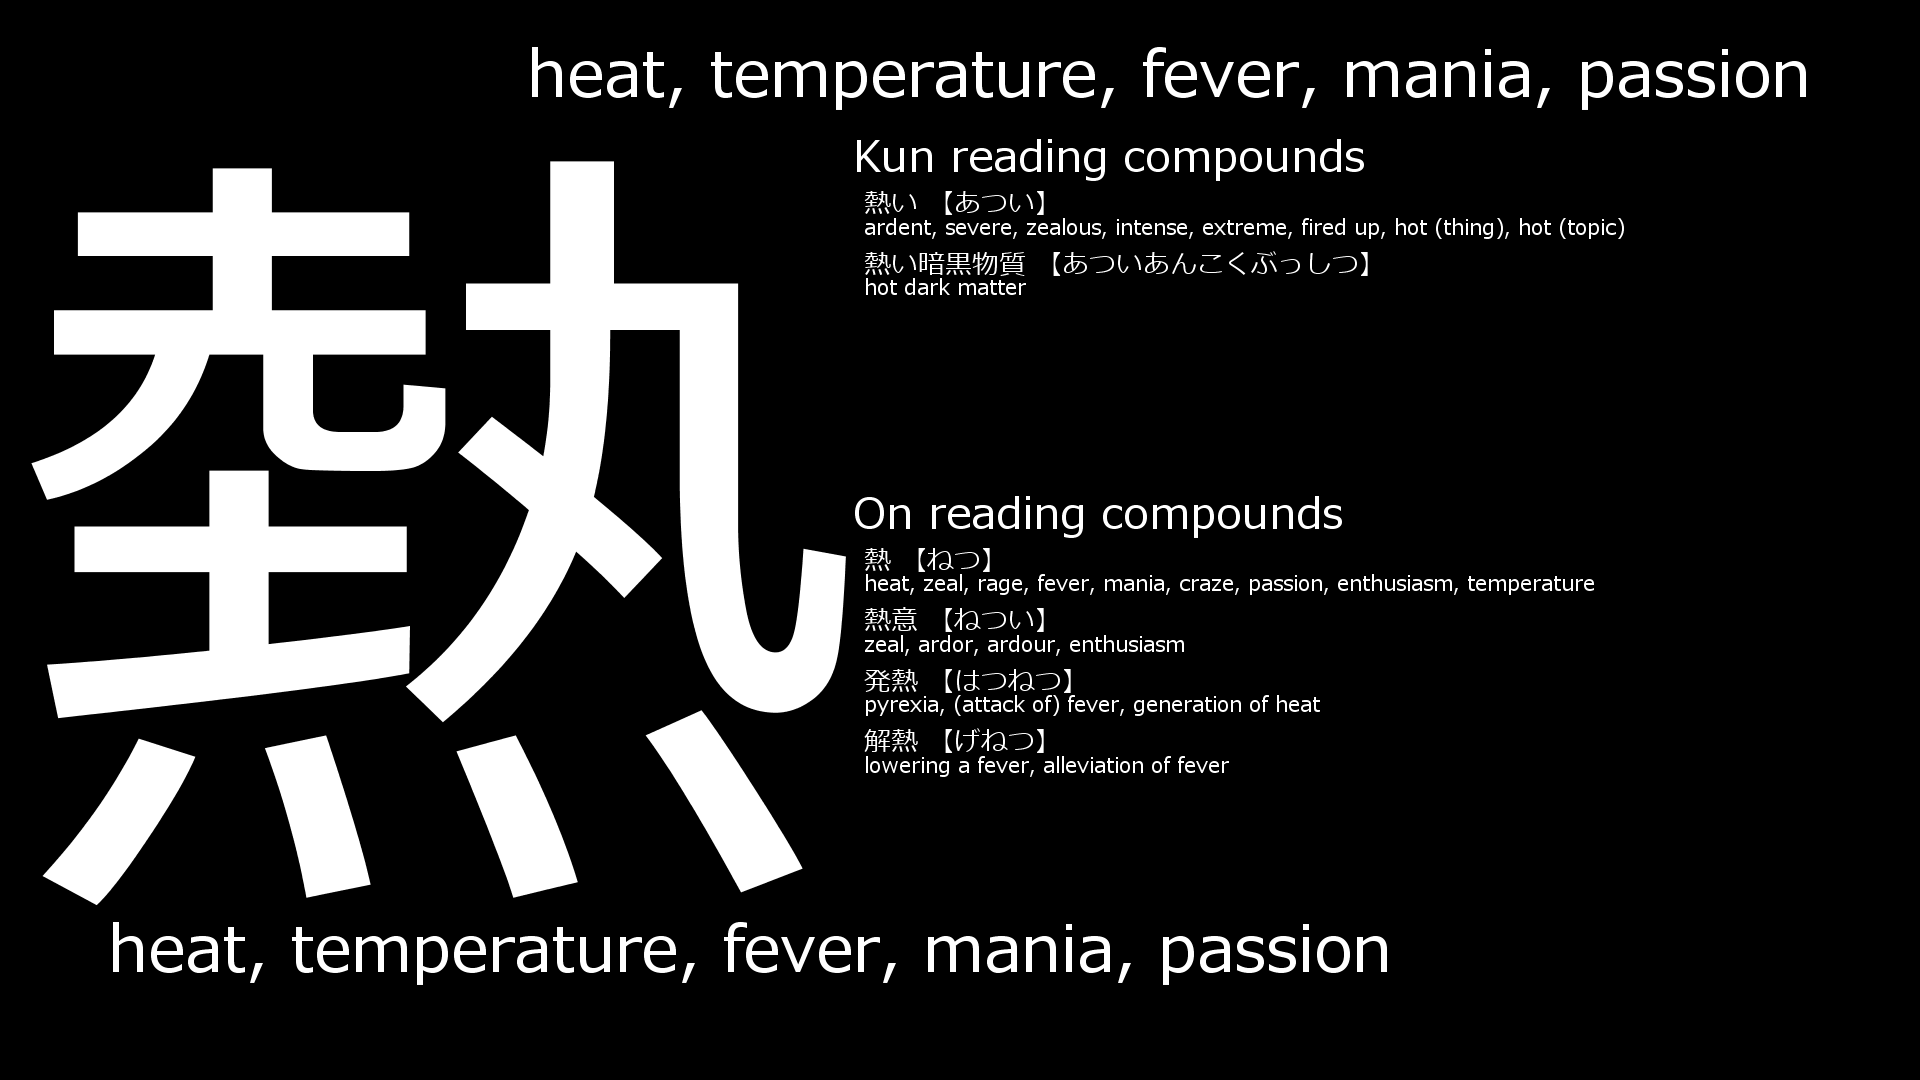 heat, temperature, fever, mania, passion
熱
Kun reading compounds
熱い 【あつい】
ardent, severe, zealous, intense, extreme, fired up, hot (thing), hot (topic)
熱い暗黒物質 【あついあんこくぶっしつ】
hot dark matter
On reading compounds
熱 【ねつ】
heat, zeal, rage, fever, mania, craze, passion, enthusiasm, temperature
熱意 【ねつい】
zeal, ardor, ardour, enthusiasm
発熱 【はつねつ】
pyrexia, (attack of) fever, generation of heat
解熱 【げねつ】
lowering a fever, alleviation of fever
heat, temperature, fever, mania, passion